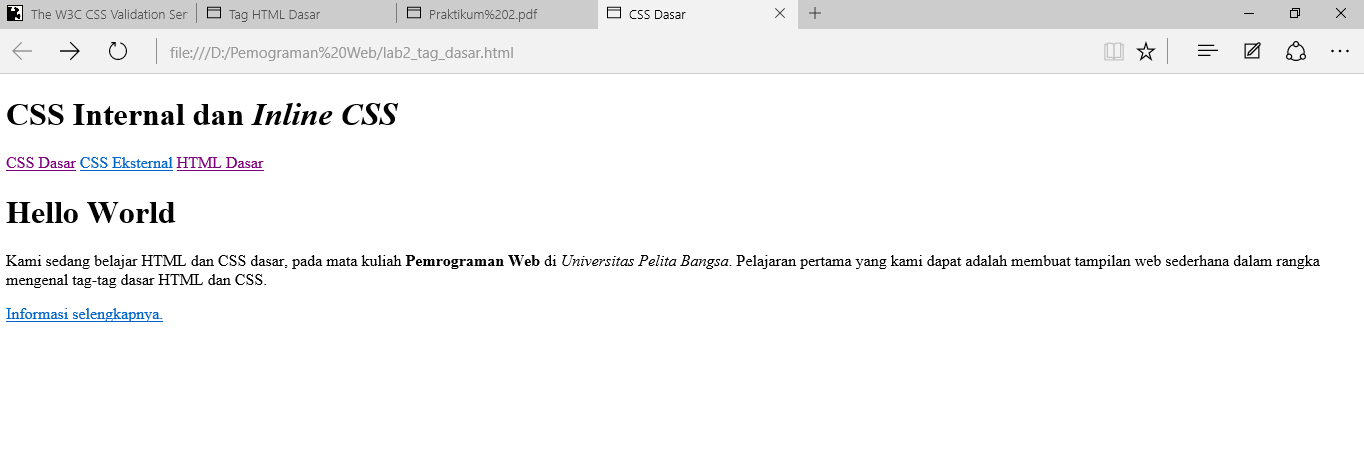 The W3C CSS Validation Ser
Tag HTML Dasar
Praktikum%202.pdf
CSS Dasar
file:///D:/Pemograman%20Web/lab2_tag_dasar.html
CSS Internal dan Inline CSS
CSS Dasar CSS Eksternal HTML Dasar
Hello World
Kami sedang belajar HTML dan CSS dasar, pada mata kuliah Pemrograman Web di Universitas Pelita Bangsa. Pelajaran pertama yang kami dapat adalah membuat tampilan web sederhana dalam rangka
mengenal tag-tag dasar HTML dan CSS.
Informasi selengkapnya.